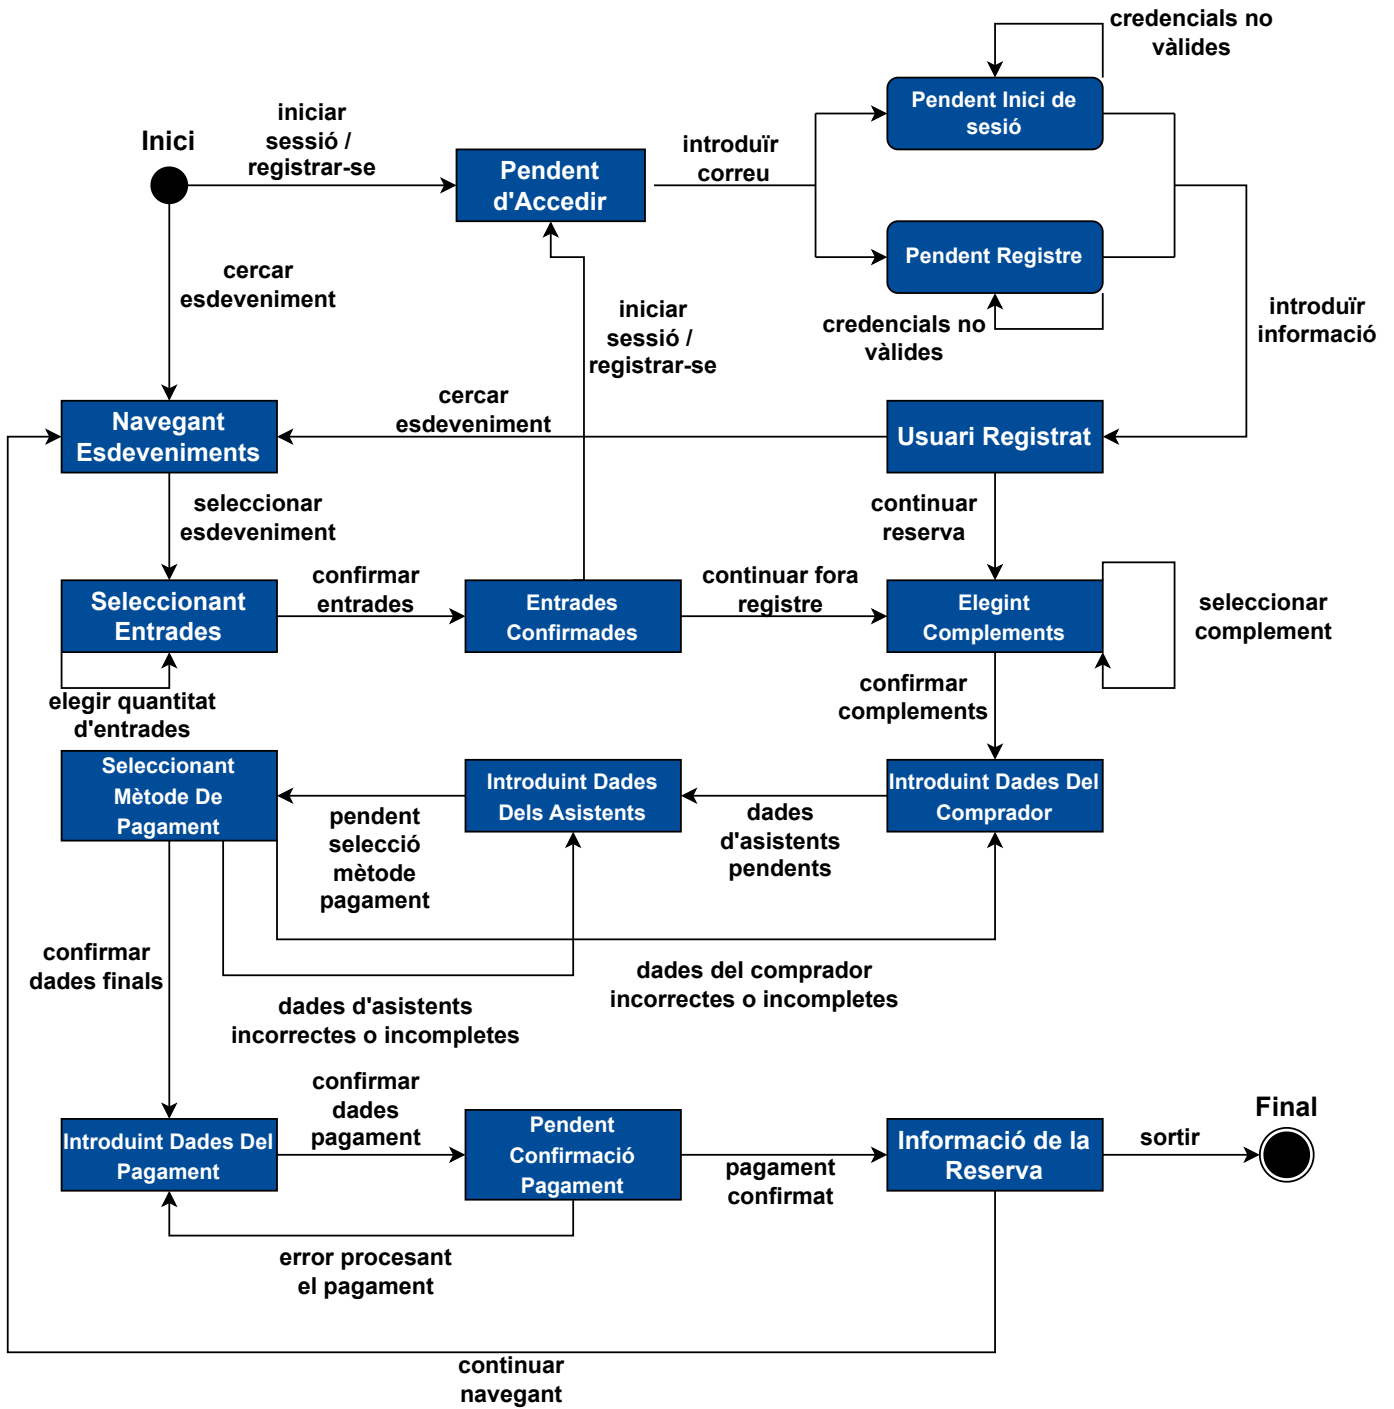 credencials no
vàlides
Pendent Inici de
sesió
iniciar
sessió /
registrar-se
Inici
Pendent
d'Accedir
introduïr
correu
Pendent Registre
cercar
esdeveniment
iniciar
sessió /
registrar-se
credencials no
vàlides
introduïr
informació
Navegant
Esdeveniments
cercar
esdeveniment
Usuari Registrat
seleccionar
esdeveniment
continuar
reserva
Seleccionant
Entrades
confirmar
entrades
Entrades
Confirmades
continuar fora
registre
Elegint
Complements
seleccionar
complement
elegir quantitat
d'entrades
confirmar
complements
Seleccionant
Mètode De
Pagament
pendent
selecció
mètode
pagament
Introduint Dades
Dels Asistents
dades
d'asistents
pendents
Introduint Dades Del
Comprador
confirmar
dades finals
dades d'asistents
incorrectes o incompletes
dades del comprador
incorrectes o incompletes
Introduint Dades Del
Pagament
confirmar
dades
pagament
Pendent
Confirmació
Pagament
pagament
confirmat
Informació de la
Reserva
sortir
Final
error procesant
el pagament
continuar
navegant